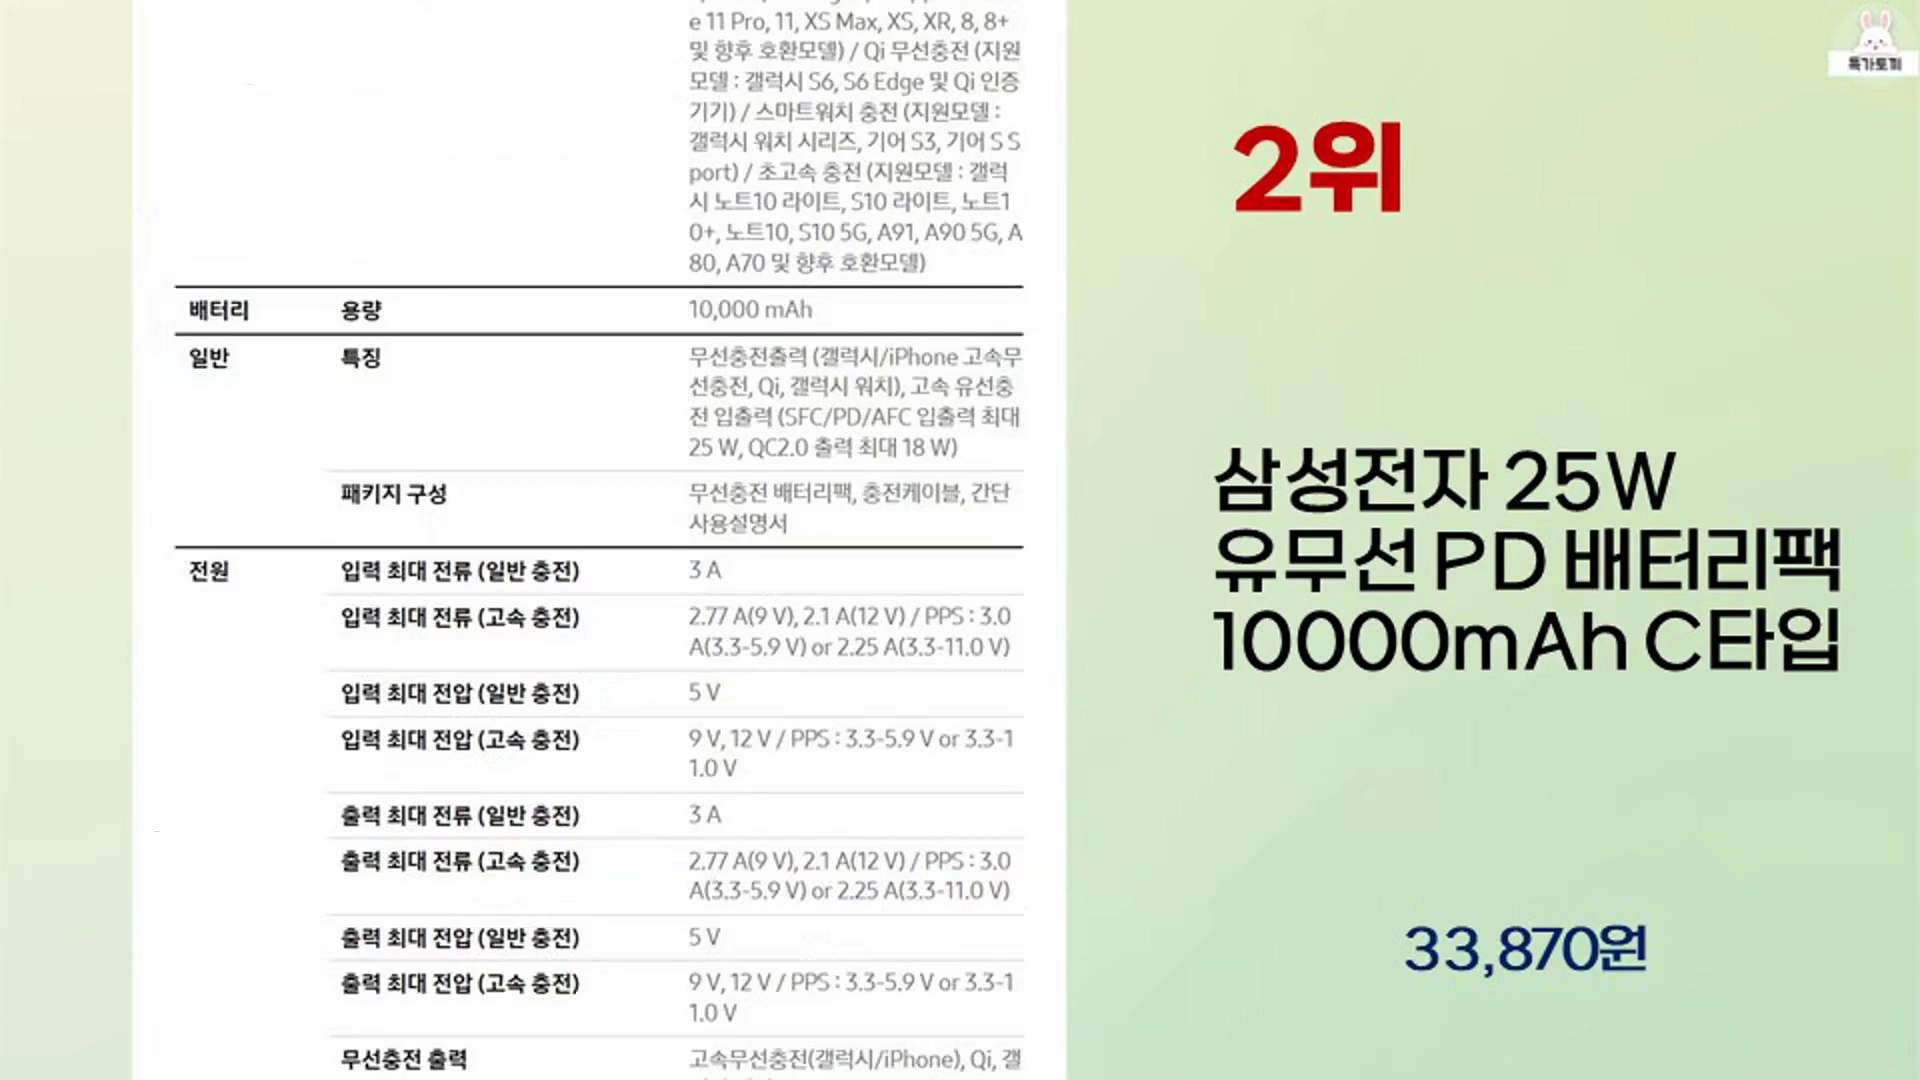 e 11 Pro, 11, XS Max, XS, XR, 8, 8+
및 향후 호환모델) / Qi 무선충전 (지원
모델 : 갤럭시 S6, S6 Edge 및 Qi 인증
기기) / 스마트워치 충전 (지원모델 :
갤럭시 워치 시리즈, 기어 S3, 기어 S S
port) / 초고속 충전 (지원모델 : 갤럭
시 노트10 라이트, S10 라이트, 노트1
0+, 노트10, S10 5G, A91, A90 5G, A
80, A70 및 향후 호환모델)
배터리 용량 10,000 mAh
일반 특징 무선충전출력 (갤럭시/iPhone 고속무
선충전, Qi, 갤럭시 워치), 고속 유선충
전 입출력 (SFC/PD/AFC 입출력 최대
25 W, QC2.0 출력 최대 18 W)
패키지 구성 무선충전 배터리팩, 충전케이블, 간단
사용설명서
전원 입력 최대 전류 (일반 충전) 3 A
입력 최대 전류 (고속 충전) 2.77 A(9 V), 2.1 A(12 V) / PPS : 3.0
A(3.3-5.9 V) or 2.25 A(3.3-11.0 V)
입력 최대 전압 (일반 충전) 5 V
입력 최대 전압 (고속 충전) 9 V, 12 V / PPS : 3.3-5.9 V or 3.3-1
1.0 V
출력 최대 전류 (일반 충전) 3 A
출력 최대 전류 (고속 충전) 2.77 A(9 V), 2.1 A(12 V) / PPS : 3.0
A(3.3-5.9 V) or 2.25 A(3.3-11.0 V)
출력 최대 전압 (일반 충전) 5 V
출력 최대 전압 (고속 충전) 9 V, 12 V / PPS : 3.3-5.9 V or 3.3-1
1.0 V
무선충전 출력 고속무선충전(갤럭시/iPhone), Qi, 갤
특가토끼
2위
삼성전자 25W
유무선 PD 배터리팩
10000mAh C타입
33,870원